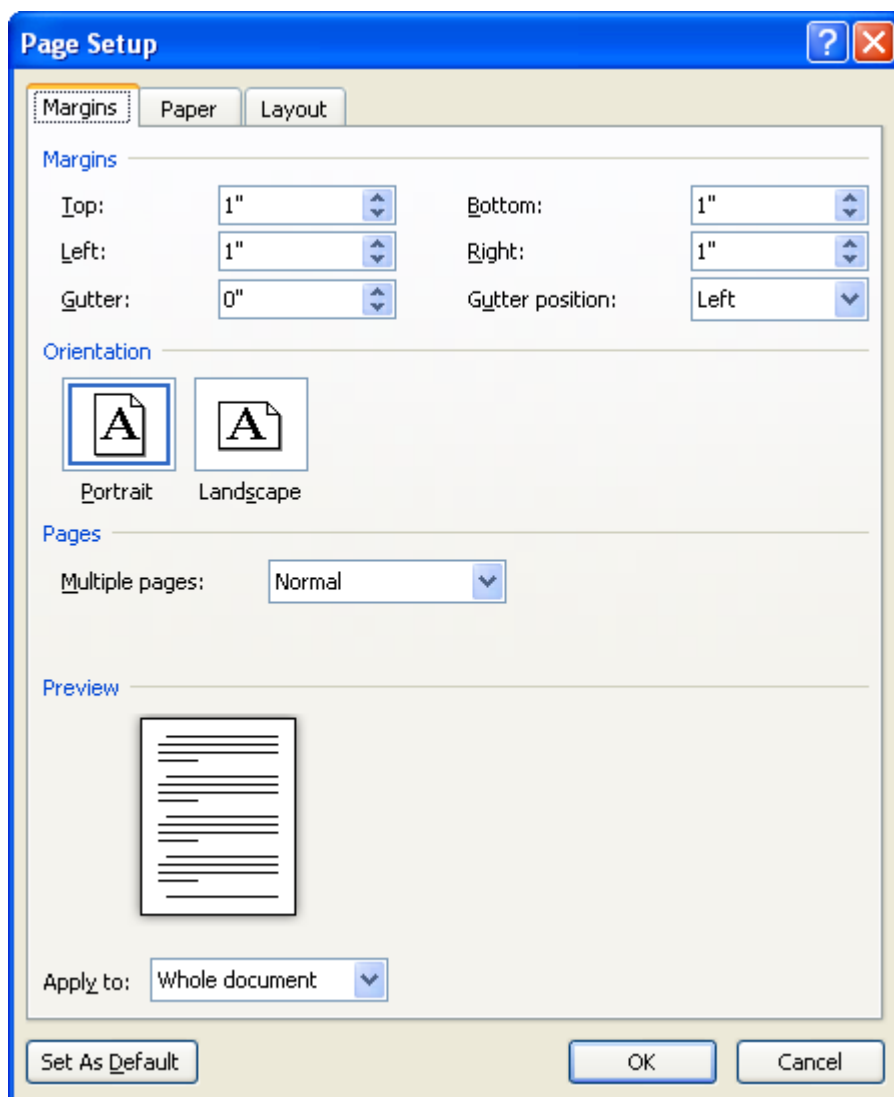 Page Setup
Margins Paper Layout
Margins
Top: 1" Bottom: 1"
Left: 1" Right: 1"
Gutter: 0" Gutter position: Left
Orientation
A A
Portrait Landscape
Pages
Multiple pages: Normal
Preview
Apply to: Whole document
Set As Default OK Cancel